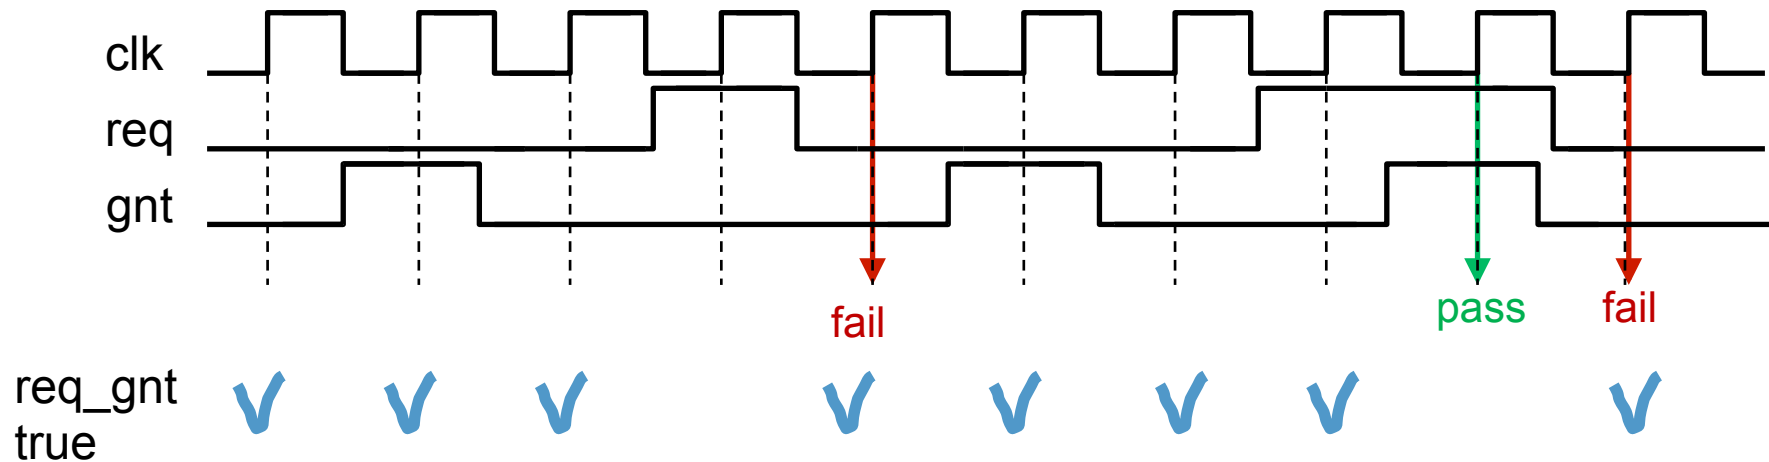 clk
req
gnt
fail
pass
fail
req_gnt
true